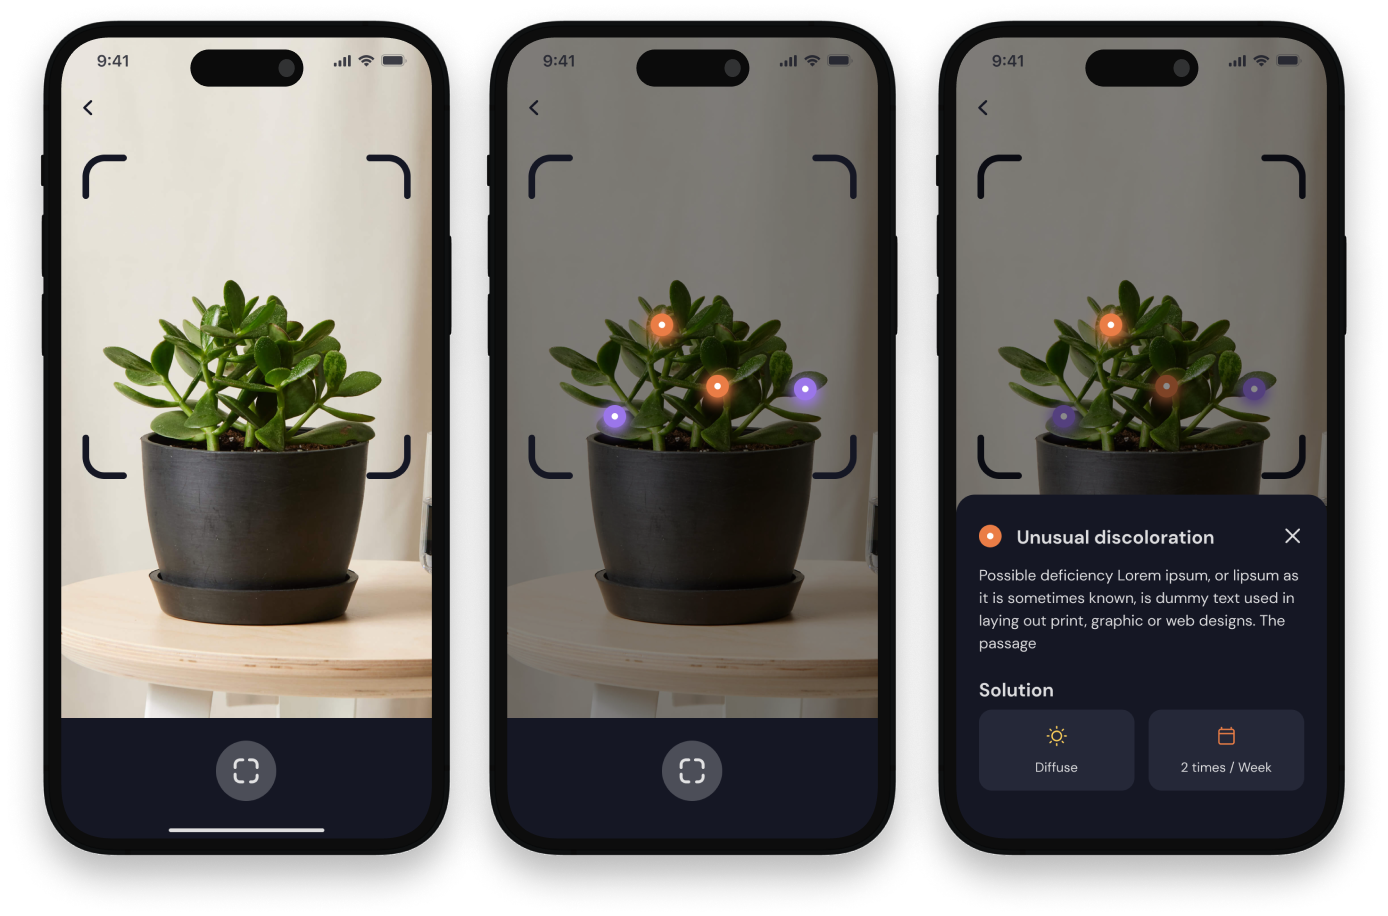 9:41
9:41
9:41
Unusual discoloration
Possible deficiency Lorem ipsum, or lipsum as
it is sometimes known, is dummy text used in
laying out print, graphic or web designs. The
passage
Solution
Diffuse
2 times / Week